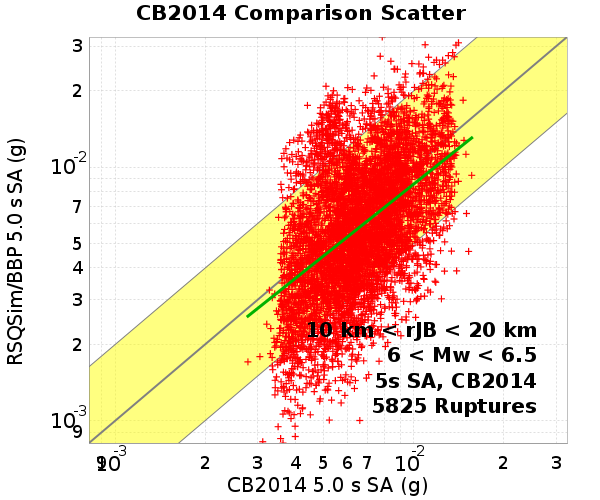 CB2014 Comparison Scatter
RSQSim/BBP 5.0 s SA (g)
3
2
10-2
7
5
4
3
2
10-3
9
10 km < rJB < 20 km
6 < Mw < 6.5
5s SA, CB2014
5825 Ruptures
9 10-3 2 3 4 5 6 7 10-2 2 3
CB2014 5.0 s SA (g)